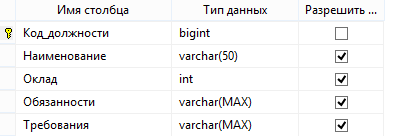 Имя столбца Тип данных Разрешить ...
Код_должности bigint
Наименование varchar(50)
Оклад int
Обязанности varchar(MAX)
Требования varchar(MAX)